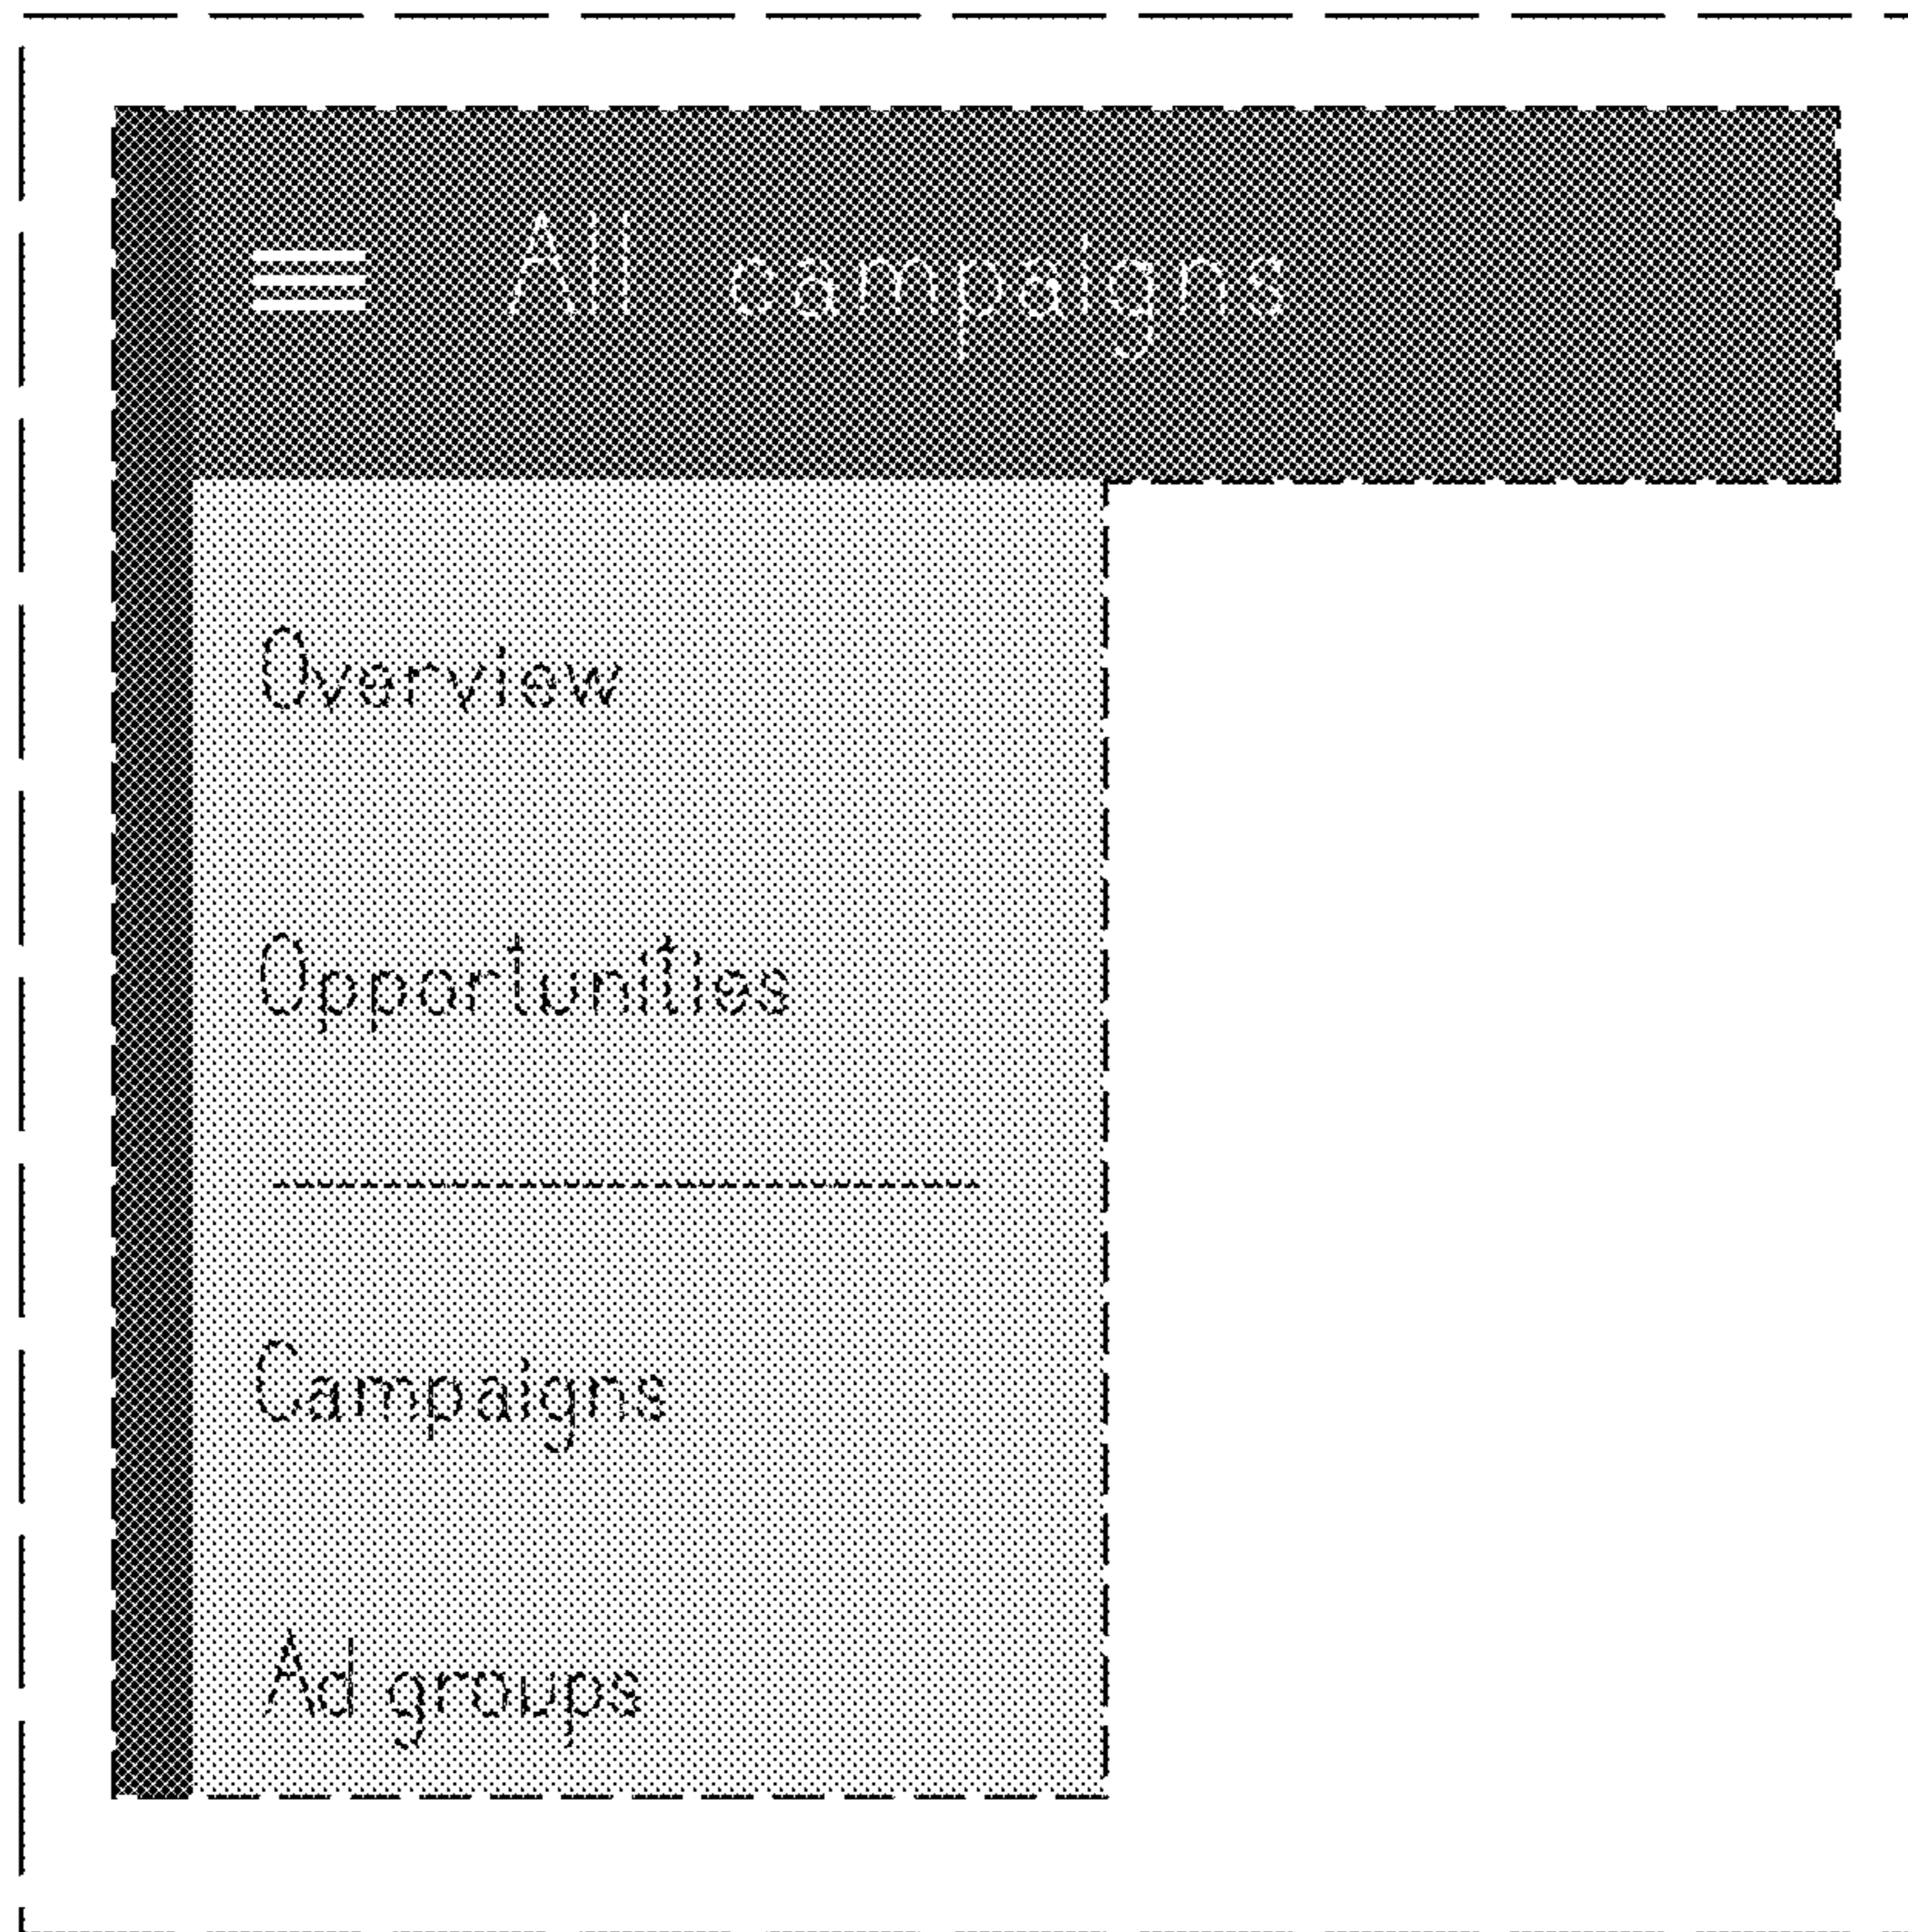 All campaigns
Overview
Opportunities
Campaigns
Ad groups